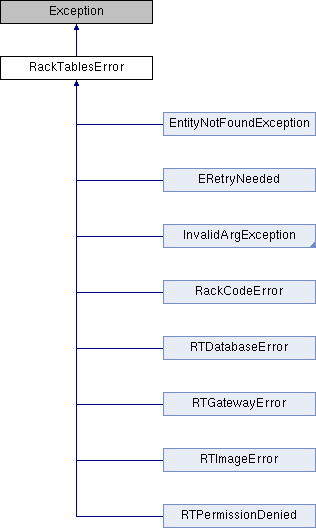 Exception
RackTablesError
EntityNotFoundException
ERetryNeeded
InvalidArgException
RackCodeError
RTDatabaseError
RTGatewayError
RTImageError
RTPermissionDenied